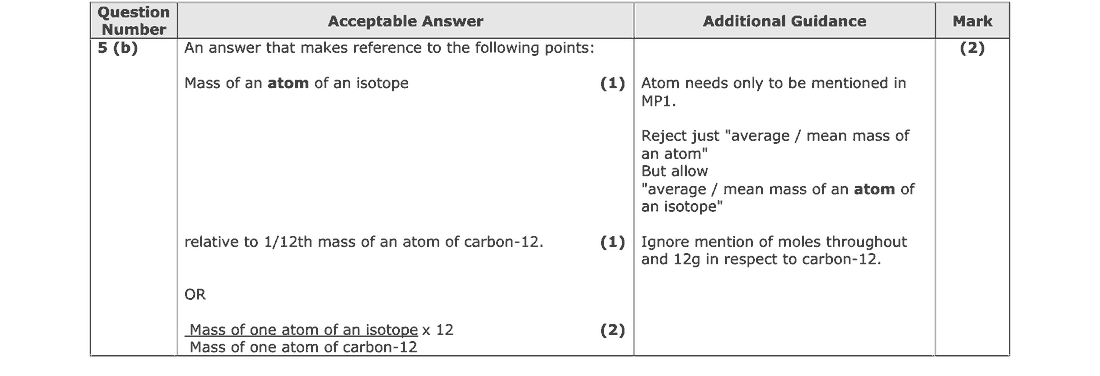 Question Number
Acceptable Answer
Additional Guidance
Mark
5 (b)
An answer that makes reference to the following points:
(2)
Mass of an atom of an isotope (1)
Atom needs only to be mentioned in
MP1.
Reject just "average / mean mass of
an atom"
But allow
"average / mean mass of an atom of
an isotope"
relative to 1/12th mass of an atom of carbon-12. (1)
Ignore mention of moles throughout
and 12g in respect to carbon-12.
OR
Mass of one atom of an isotope x 12 (2)
Mass of one atom of carbon-12